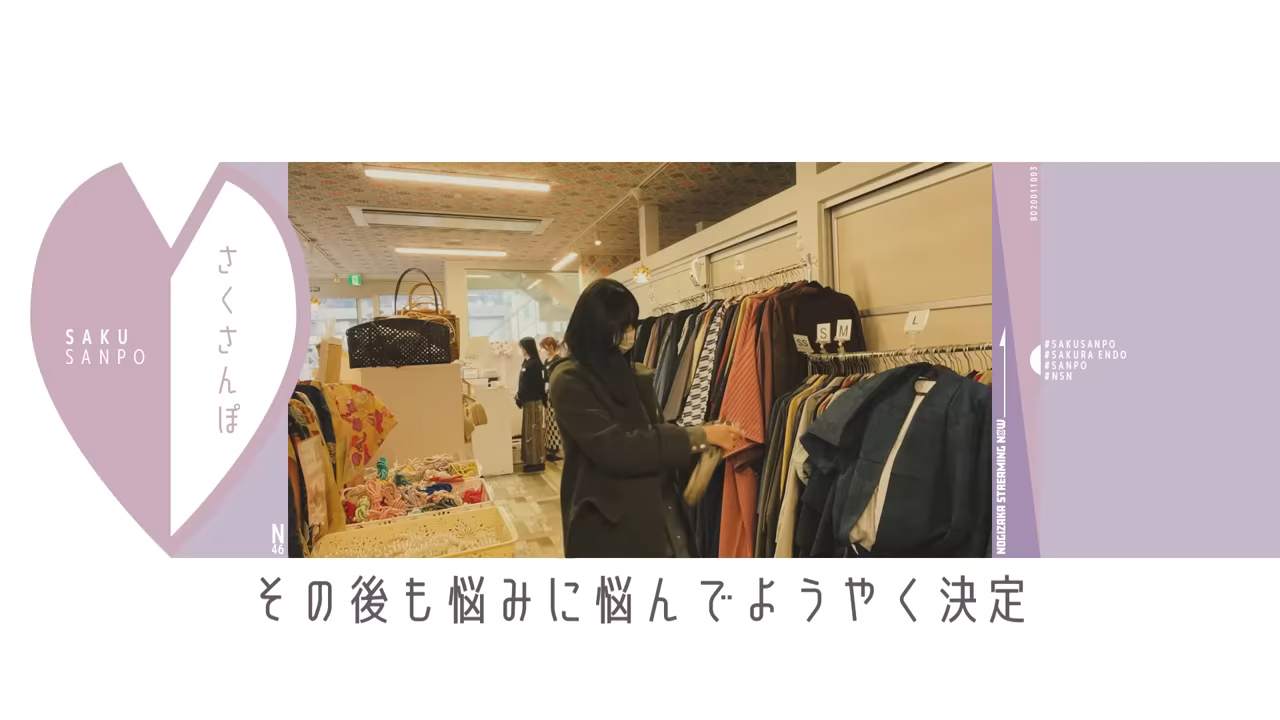 さくさんぽ
SAKU
SANPO
N
46
SS
S
M
L
BD20011003
NOGIZAKA STREAMING NOW
#SAKUSANPO
#SAKURA ENDO
#SANPO
#NSN
その後も悩みに悩んでようやく決定